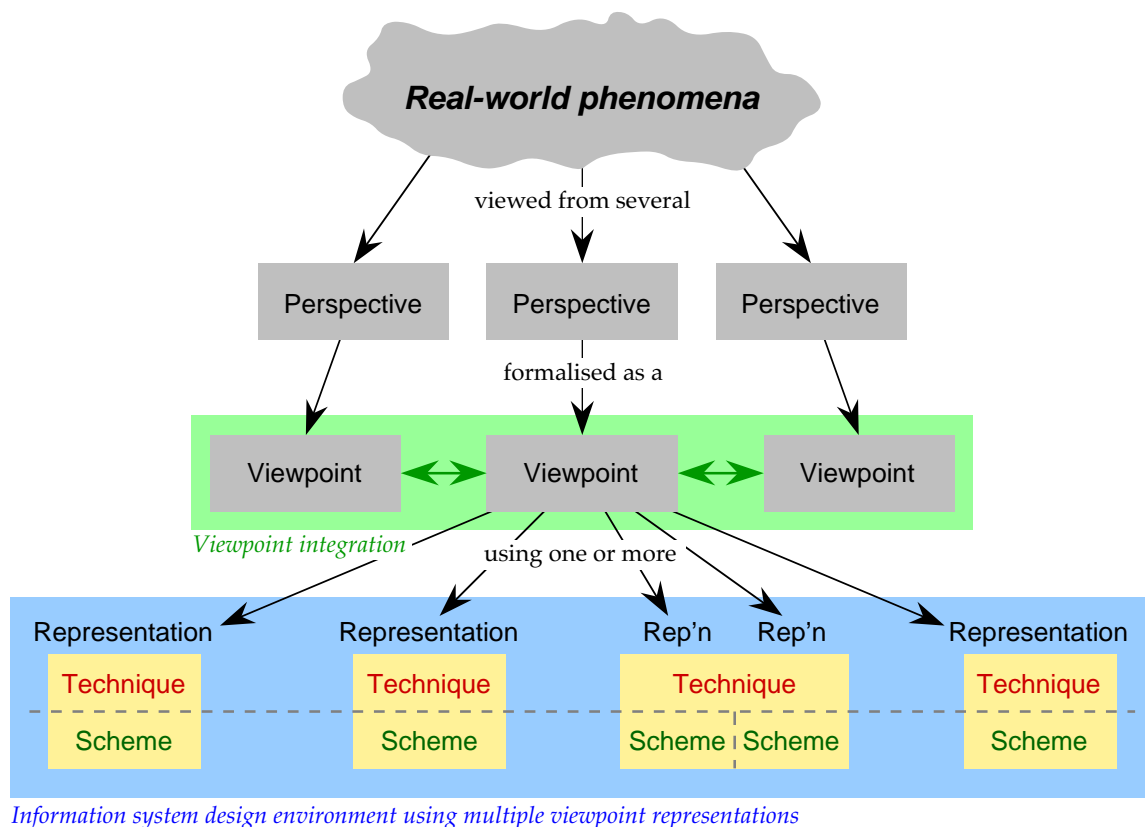 Real-world phenomena
viewed from several
Perspective
Perspective
Perspective
formalised as a
Viewpoint
Viewpoint
Viewpoint
Viewpoint integration
using one or more
Representation
Representation
Rep’n
Rep’n
Representation
Technique
Technique
Technique
Technique
Scheme
Scheme
Scheme
Scheme
Scheme
Information system design environment using multiple viewpoint representations